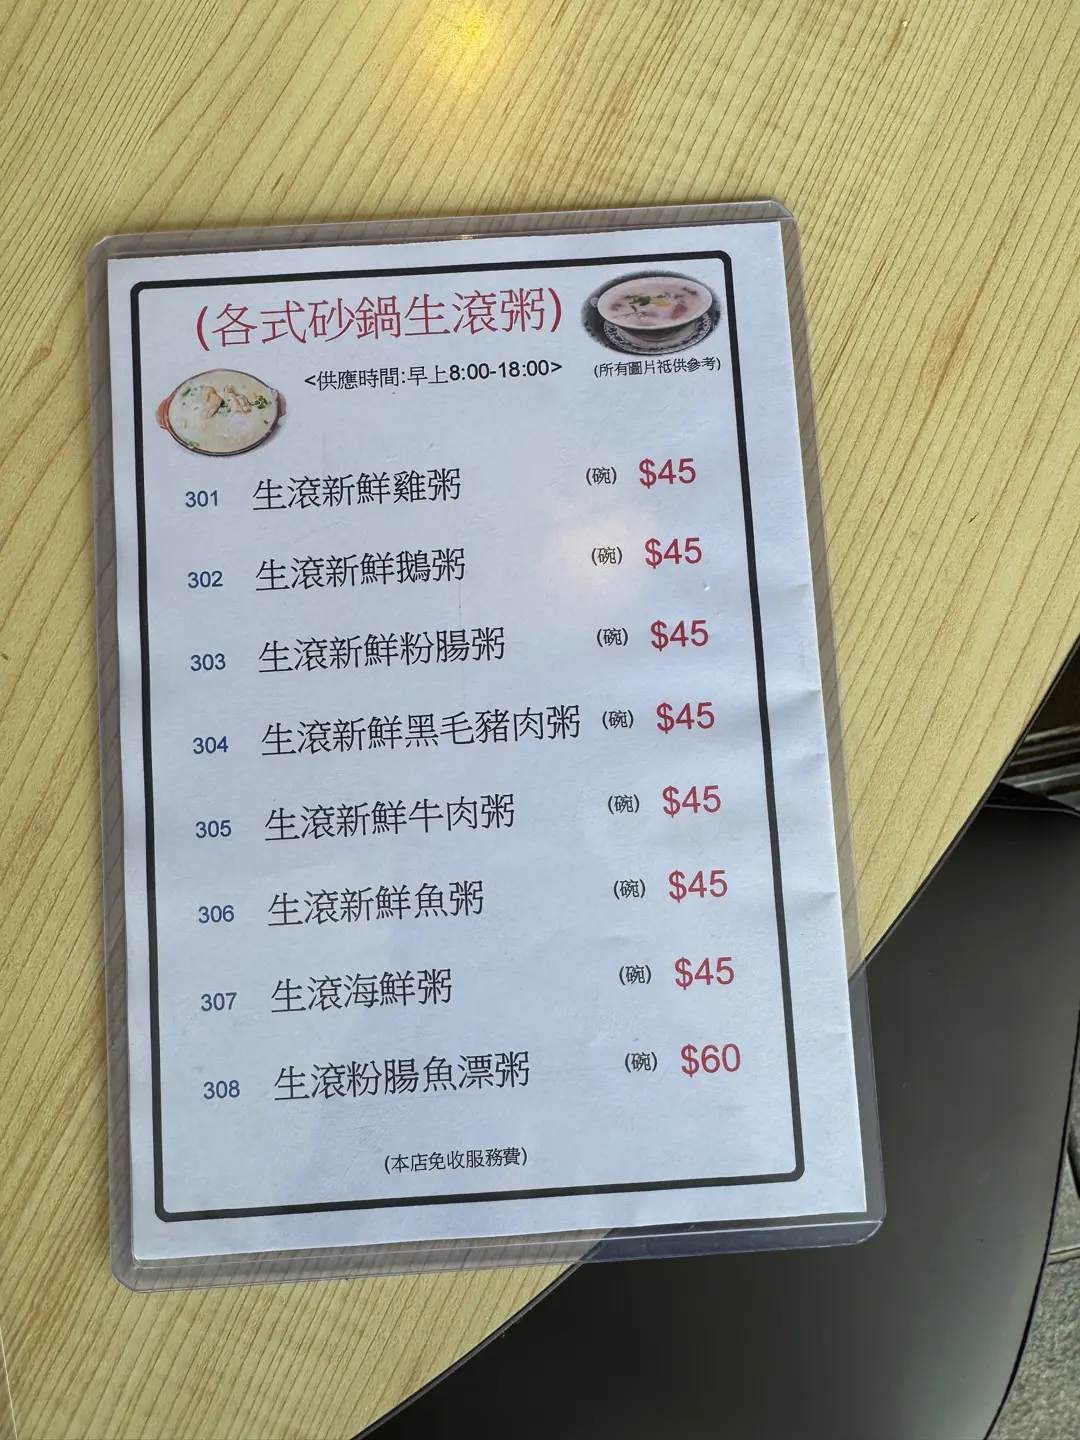 (各式砂鍋生滾粥)
<供應時間:早上8:00-18:00>
(所有圖片祗供參考)
301 生滾新鮮雞粥 (碗) $45
302 生滾新鮮鵝粥 (碗) $45
303 生滾新鮮粉腸粥 (碗) $45
304 生滾新鮮黑毛豬肉粥 (碗) $45
305 生滾新鮮牛肉粥 (碗) $45
306 生滾新鮮魚粥 (碗) $45
307 生滾海鮮粥 (碗) $45
308 生滾粉腸魚漂粥 (碗) $60
(本店免收服務費)